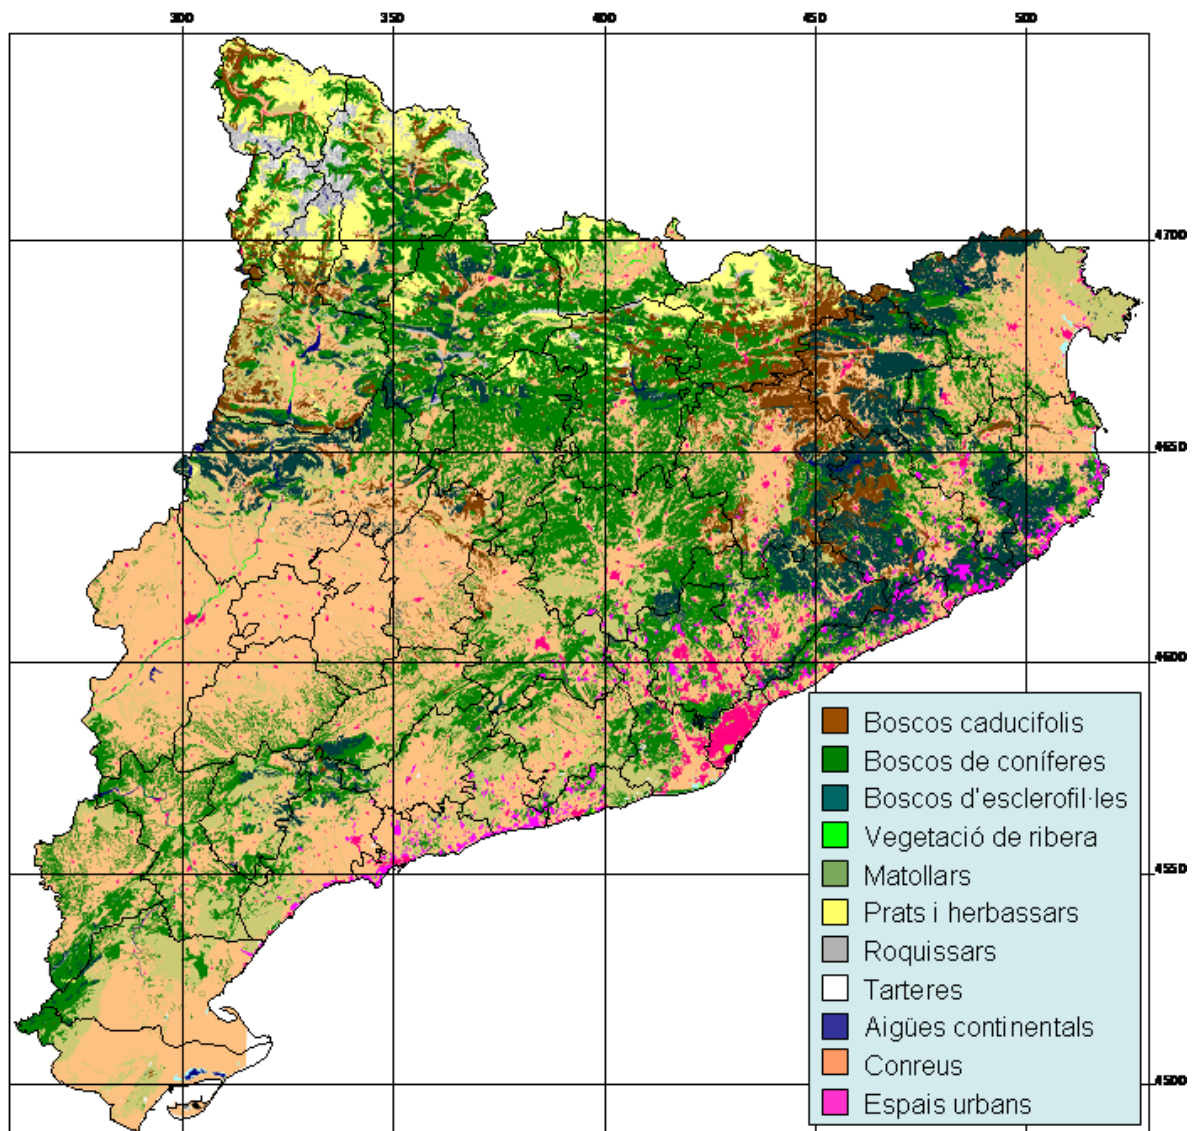 300 350 400 450 500
4700
4650
4600
4550
4500
Boscos caducifolis
Boscos de coníferes
Boscos d'esclerofil·les
Vegetació de ribera
Matollars
Prats i herbassars
Roquissars
Tarteres
Aigües continentals
Conreus
Espais urbans